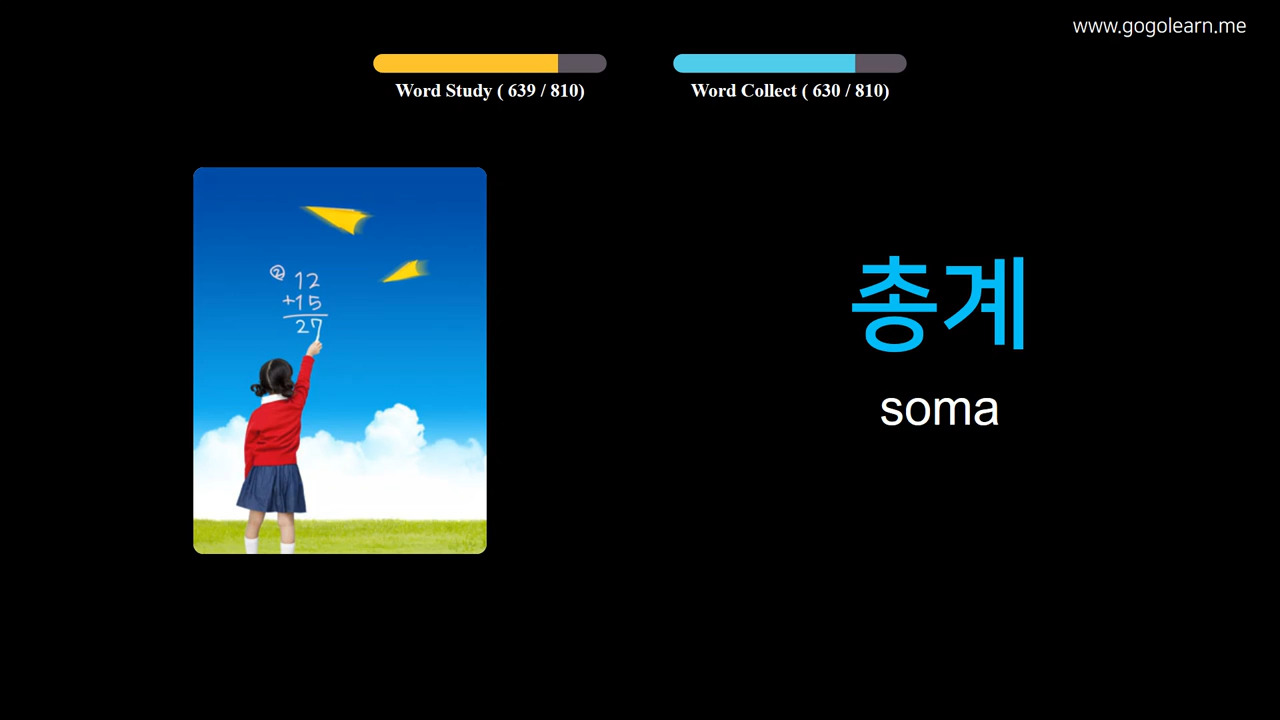 www.gogolearn.me
Word Study ( 639 / 810)
Word Collect ( 630 / 810)
② 12
+15
27
총계
soma